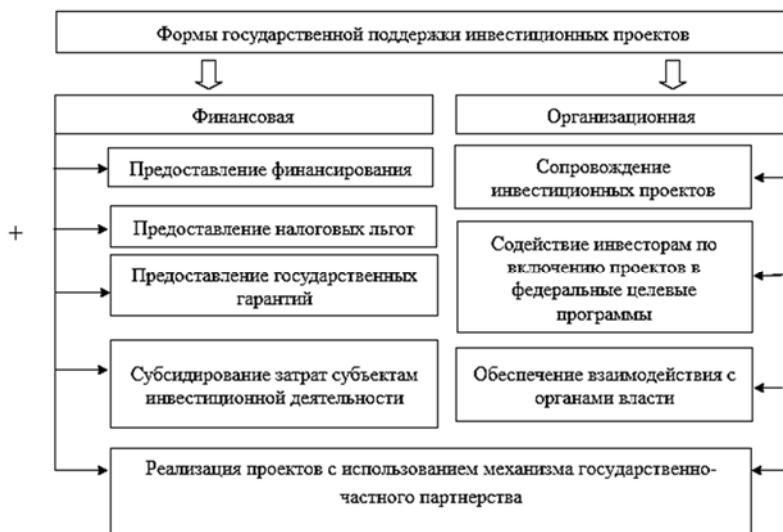 Формы государственной поддержки инвестиционных проектов
Финансовая
Организационная
Предоставление финансирования
Сопровождение
инвестиционных проектов
+
Предоставление налоговых льгот
Содействие инвесторам по
включению проектов в
федеральные целевые
программы
Предоставление государственных
гарантий
Субсидирование затрат субъектам
инвестиционной деятельности
Обеспечение взаимодействия с
органами власти
Реализация проектов с использованием механизма государственно-
частного партнерства